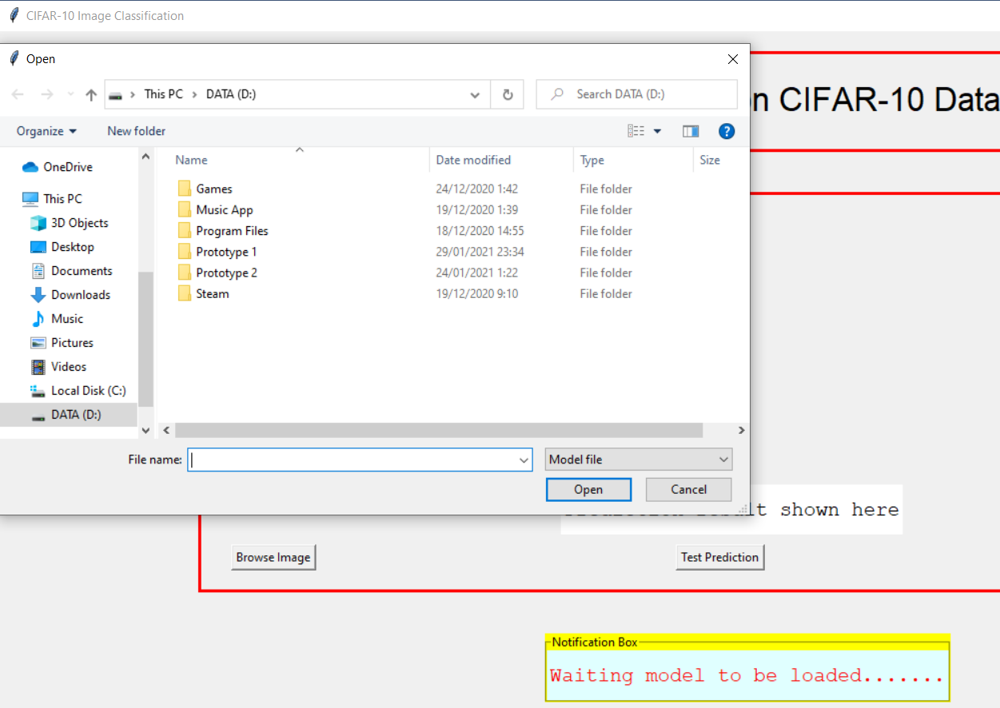 CIFAR-10 Image Classification
Open
This PC > DATA (D:)
Search DATA (D:)
n CIFAR-10 Data
Organize
New folder
?
Name Date modified Type Size
OneDrive
This PC
3D Objects
Desktop
Documents
Downloads
Music
Pictures
Videos
Local Disk (C:)
DATA (D:)
Games 24/12/2020 1:42 File folder
Music App 19/12/2020 1:39 File folder
Program Files 18/12/2020 14:55 File folder
Prototype 1 29/01/2021 23:34 File folder
Prototype 2 24/01/2021 1:22 File folder
Steam 19/12/2020 9:10 File folder
File name:
Model file
Open Cancel
lt shown here
Browse Image
Test Prediction
Notification Box
Waiting model to be loaded.......